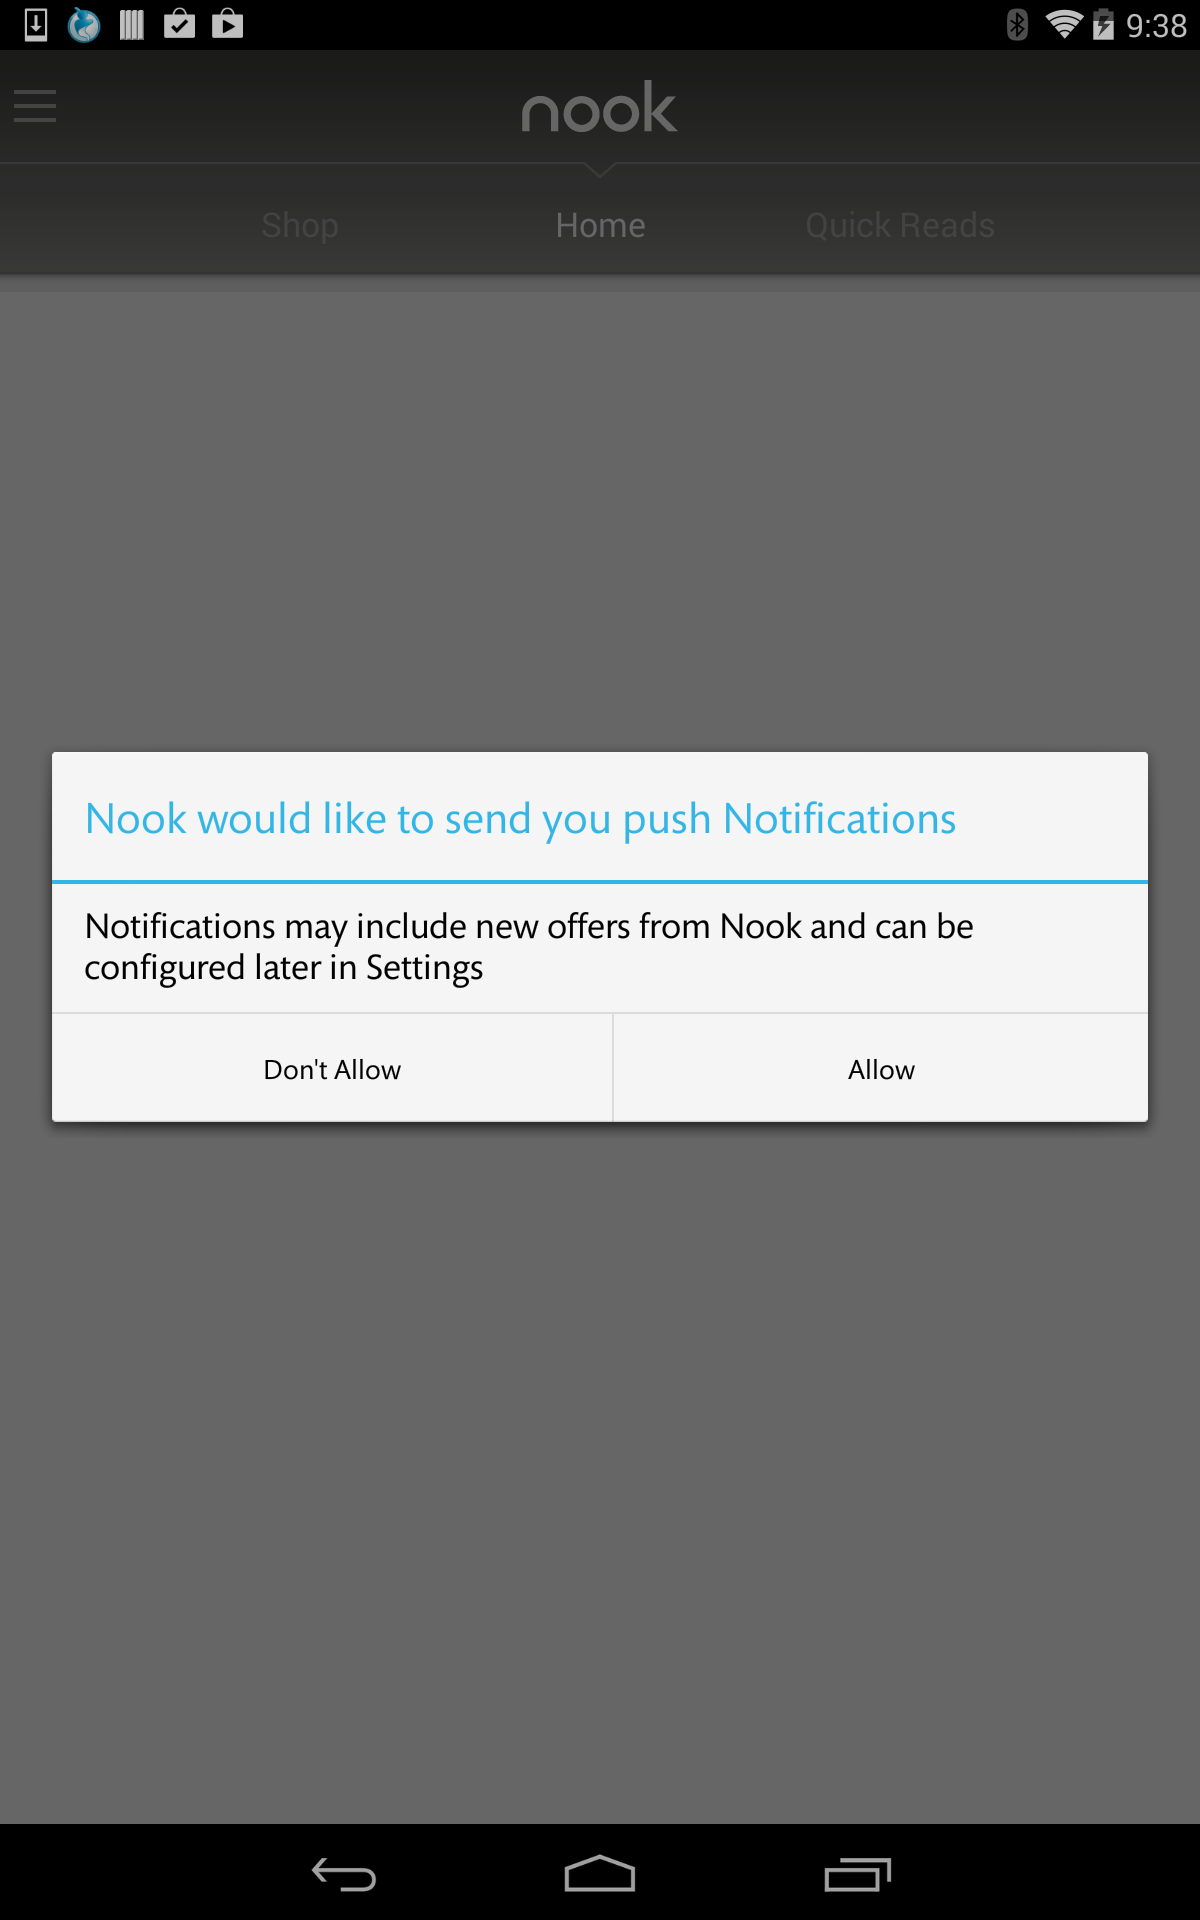 9:38
nook
Shop
Home
Quick Reads
Nook would like to send you push Notifications
Notifications may include new offers from Nook and can be
configured later in Settings
Don't Allow
Allow